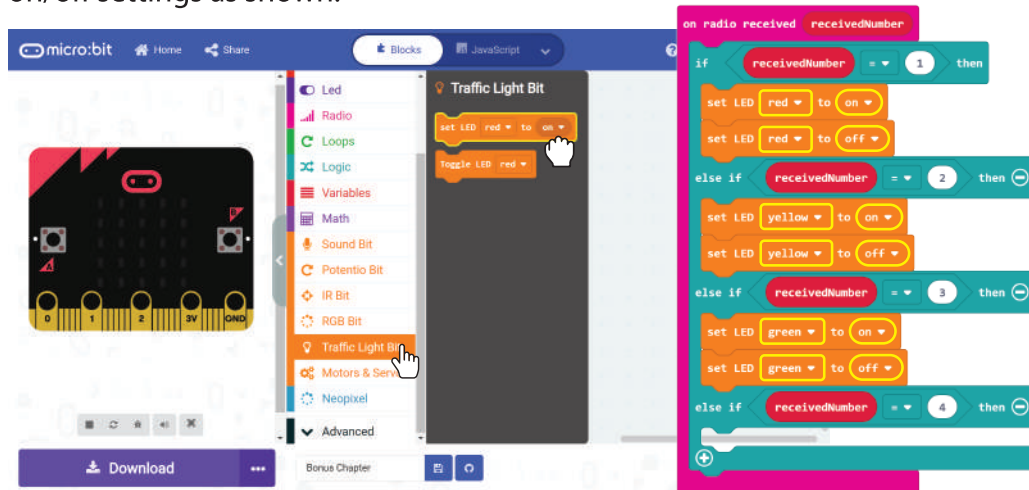 on/off settings as shown.
micro:bit Home Share Blocks JavaScript ?
Led
Radio
Loops
Logic
Variables
Math
Sound Bit
Potentio Bit
IR Bit
RGB Bit
Traffic Light Bit
Motors & Serv
Neopixel
Advanced
Traffic Light Bit
set LED red to on
Toggle LED red
A
B
0 1 2 3V GND
Download ...
Bonus Chapter
on radio received receivedNumber
if receivedNumber = 1 then
set LED red to on
set LED red to off
else if receivedNumber = 2 then
set LED yellow to on
set LED yellow to off
else if receivedNumber = 3 then
set LED green to on
set LED green to off
else if receivedNumber = 4 then